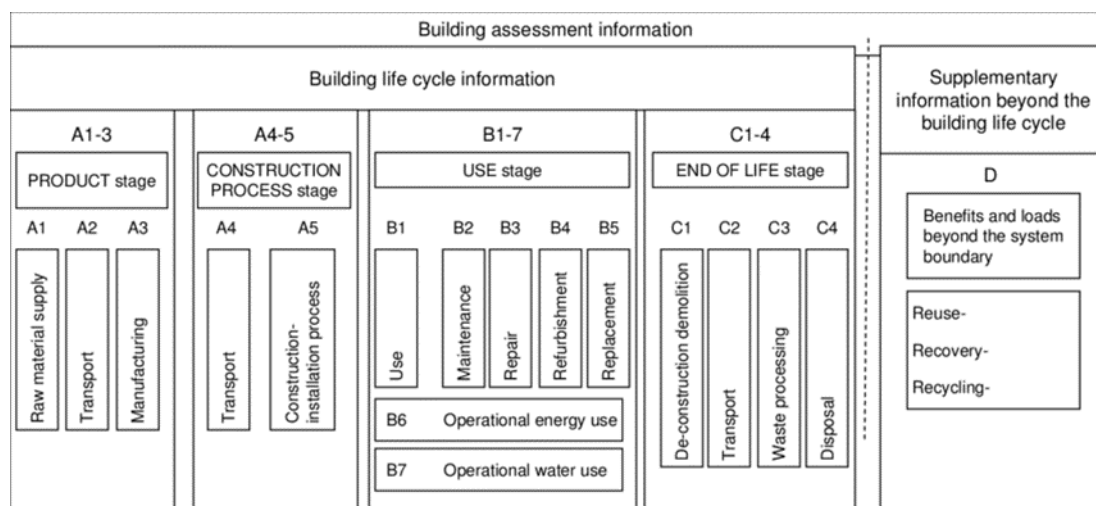 Building assessment information
Building life cycle information
Supplementary
information beyond the
building life cycle
A1-3
PRODUCT stage
A1 A2 A3
Raw material supply
Transport
Manufacturing
A4-5
CONSTRUCTION
PROCESS stage
A4 A5
Transport
Construction-
installation process
B1-7
USE stage
B1 B2 B3 B4 B5
Use
Maintenance
Repair
Refurbishment
Replacement
B6 Operational energy use
B7 Operational water use
C1-4
END OF LIFE stage
C1 C2 C3 C4
De-construction demolition
Transport
Waste processing
Disposal
D
Benefits and loads
beyond the system
boundary
Reuse-
Recovery-
Recycling-